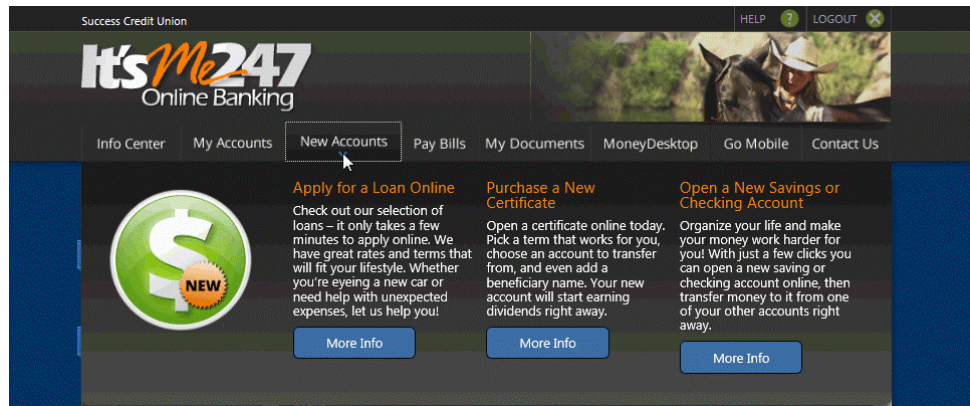 Success Credit Union
HELP ?
LOGOUT
It'sMe247
Online Banking
Info Center
My Accounts
New Accounts
Pay Bills
My Documents
MoneyDesktop
Go Mobile
Contact Us
$
NEW
Apply for a Loan Online
Check out our selection of
loans – it only takes a few
minutes to apply online. We
have great rates and terms that
will fit your lifestyle. Whether
you're eyeing a new car or
need help with unexpected
expenses, let us help you!
More Info
Purchase a New
Certificate
Open a certificate online today.
Pick a term that works for you,
choose an account to transfer
from, and even add a
beneficiary name. Your new
account will start earning
dividends right away.
More Info
Open a New Savings or
Checking Account
Organize your life and make
your money work harder for
you! With just a few clicks you
can open a new saving or
checking account online, then
transfer money to it from one
of your other accounts right
away.
More Info